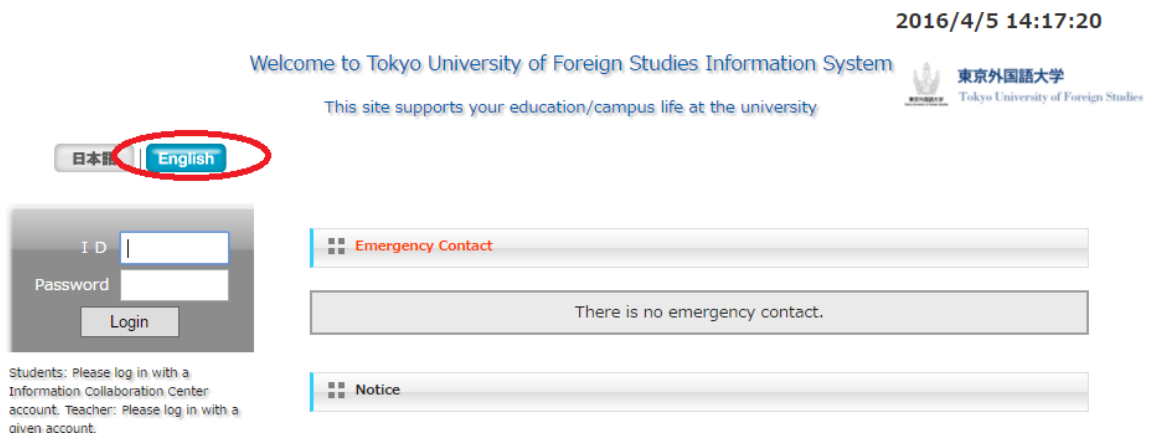 2016/4/5 14:17:20
Welcome to Tokyo University of Foreign Studies Information System
東京外国語大学
Tokyo University of Foreign Studies
This site supports your education/campus life at the university
日本語 | English
I D
Password
Login
Students: Please log in with a
Information Collaboration Center
account. Teacher: Please log in with a
given account.
Emergency Contact
There is no emergency contact.
Notice